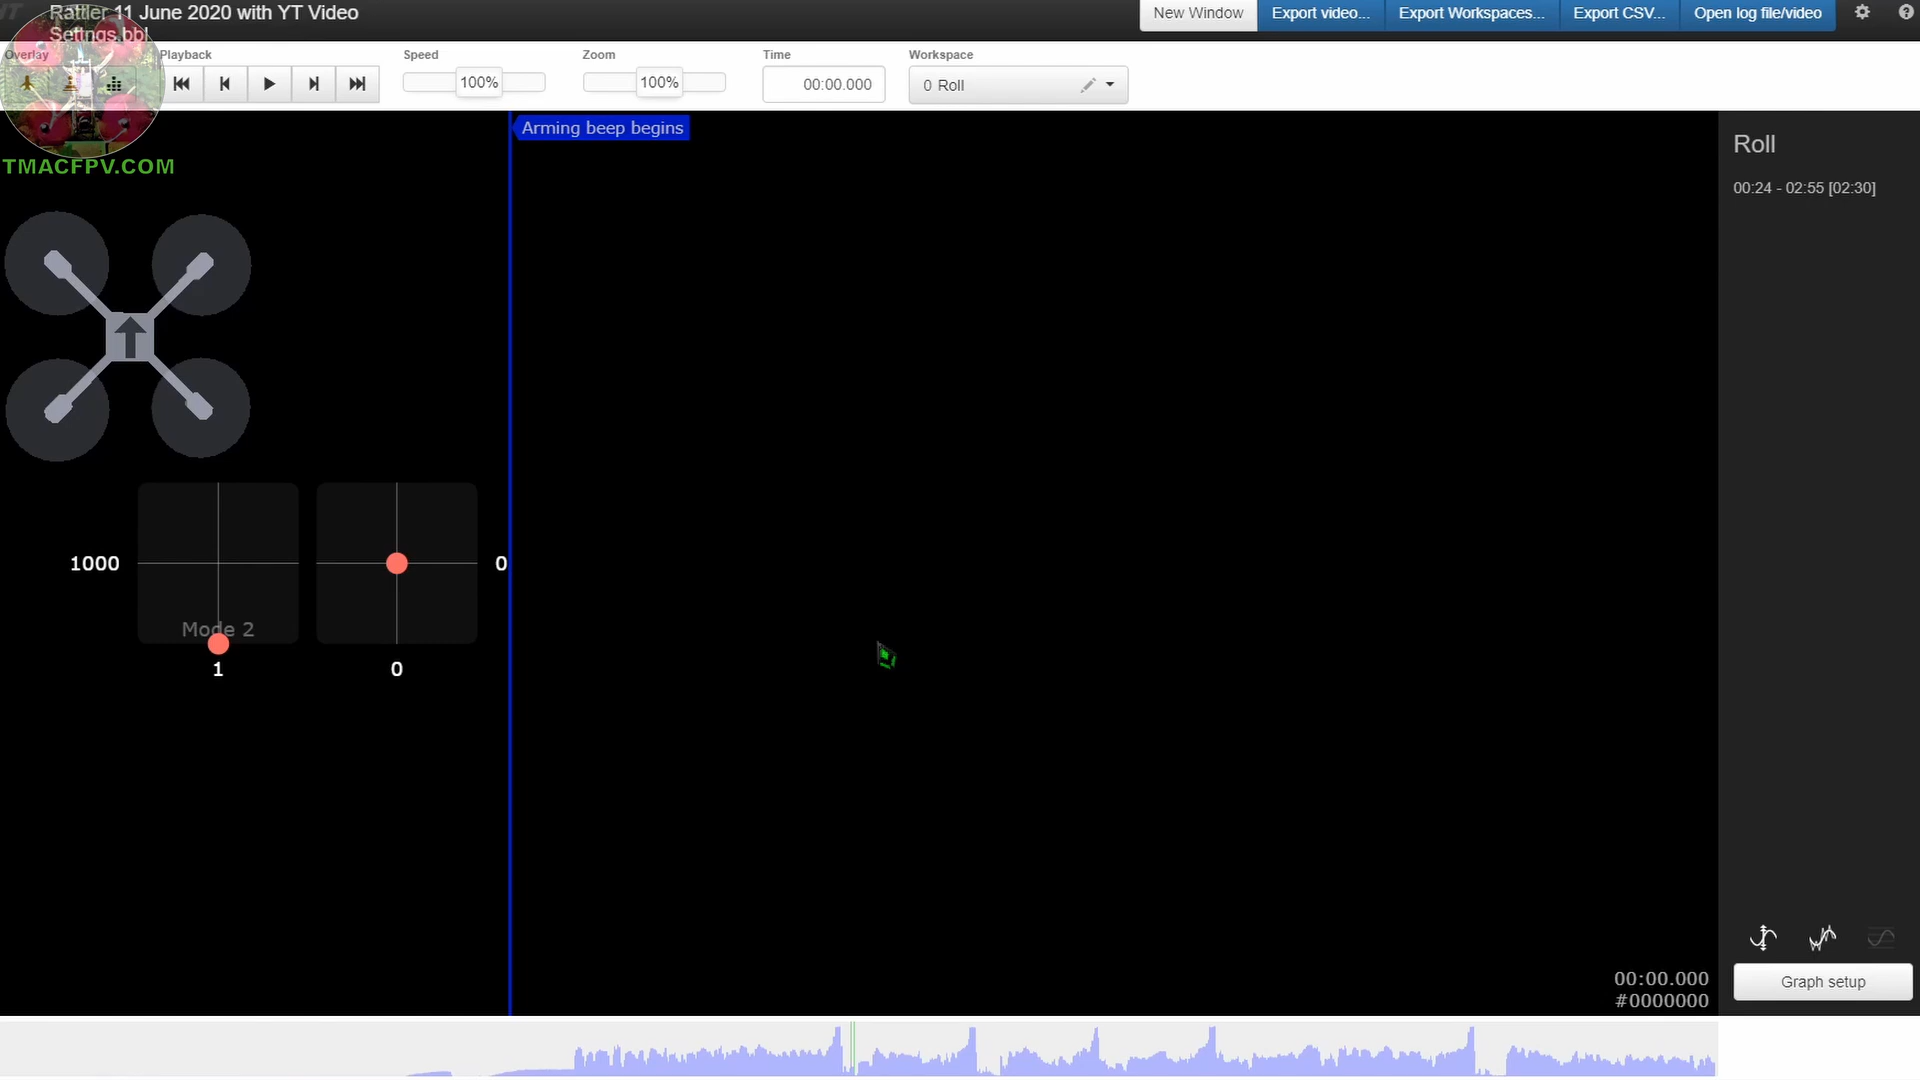 Rattler 11 June 2020 with YT Video
Settngs.bbl
New Window
Export video...
Export Workspaces...
Export CSV...
Open log file/video
Overlay
Playback
Speed
Zoom
Time
Workspace
100%
100%
00:00.000
0 Roll
TMACFPV.COM
Arming beep begins
Roll
00:24 - 02:55 [02:30]
1000
0
Mode 2
1
0
00:00.000
#0000000
Graph setup